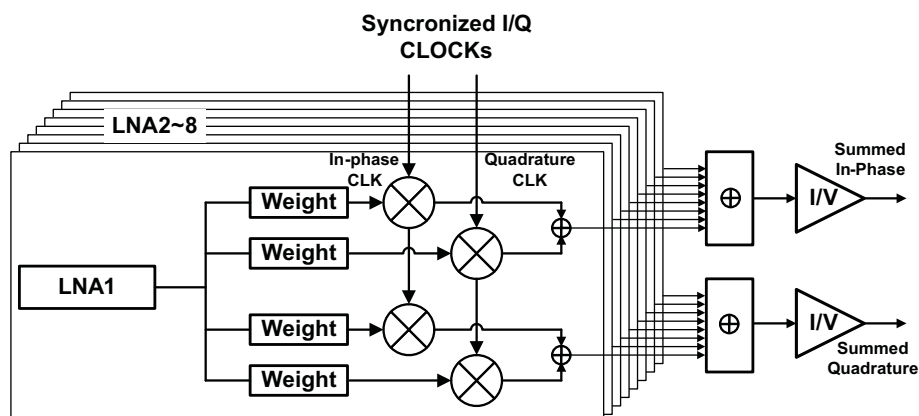 Syncronized I/Q
CLOCKs
LNA2~8
In-phase
CLK
Quadrature
CLK
Summed
In-Phase
Weight
I/V
Weight
LNA1
Weight
I/V
Weight
Summed
Quadrature